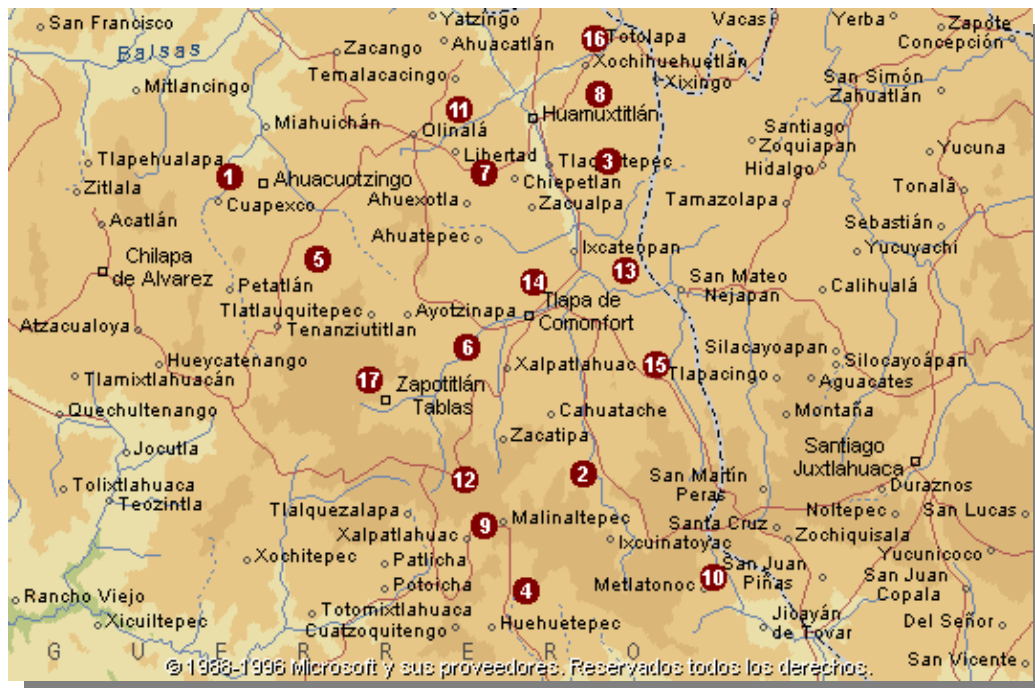 San Francisco
Yatzingo
Vacas
Yerba
Zapote
Balsas
Zacango
Ahuacatlán
16
Totolapa
Concepción
Temalacacingo
Xochihuehuetlán
Xixingo
San Simón
Zahuatlán
Mitlancingo
8
11
Huamuxtitlán
Miahuichán
Olinalá
Santiago
Zoquiapan
Libertad
Tlapehualapa
Yucuna
7
3
Hidalgo
1
Ahuacuotzingo
Chiepetlan
Zitlala
Tonalá
Cuapexco
Ahuexotla
Zacualpa
Tamazolapa
Acatlán
Sebastián
Ahuatepec
Ixcateopan
Yucuyachi
Chilapa
de Alvarez
5
13
14
San Mateo
Nejapan
Petatlán
Calihualá
Tlatlauquitepec
Ayotzinapa
Tlapa de
Comonfort
Atzacualoya
Tenanziutitlan
6
Silacayoapan
Hueycatenango
Xalpatlahuac
15
Silocayoápan
Tlamixtlahuacán
17
Zapotitlán
Tablas
Tlapacingo
Aguacates
Quechultenango
Cahuatache
Montaña
Jocutla
Zacatipa
Santiago
Juxtlahuaca
12
2
San Martín
Peras
Tolixtlahuaca
Duraznos
Teozintla
Tlalquezalapa
Malinaltepec
Noltepec
San Lucas
9
Santa Cruz
Xalpatlahuac
Ixcuinatoyac
Zochiquisala
Xochitepec
Patlicha
Yucunicoco
San Juan
Piñas
10
San Juan
Copala
Potoicha
4
Metlatonoc
Rancho Viejo
Totomixtlahuaca
Xicuiltepec
Cuatzoquitengo
Huehuetepec
Jicayán
de Tovar
Del Señor
G U E R R E R O
San Vicente
© 1988-1996 Microsoft y sus proveedores. Reservados todos los derechos.